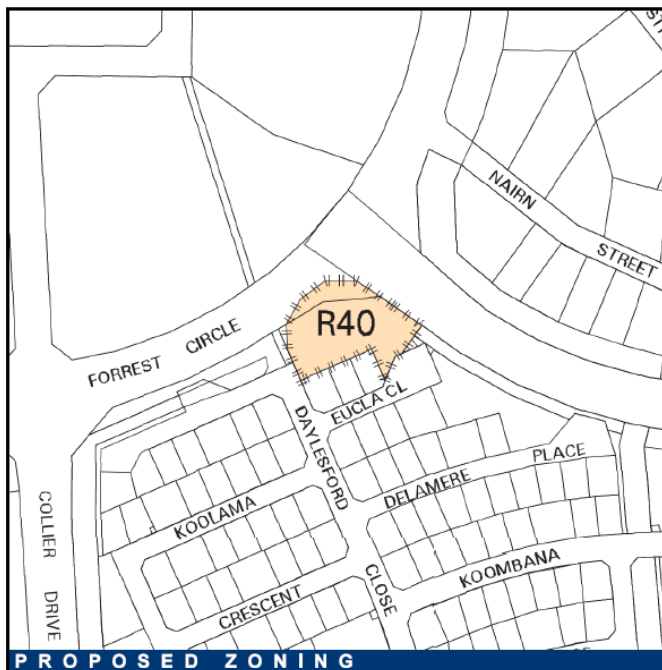 NAIRN
STREET
R40
FORREST CIRCLE
EUCLA CL
DAYLESFORD
CLOSE
DELAMERE PLACE
KOOLAMA
CRESCENT
KOOMBANA
COLLIER
DRIVE
PROPOSED ZONING